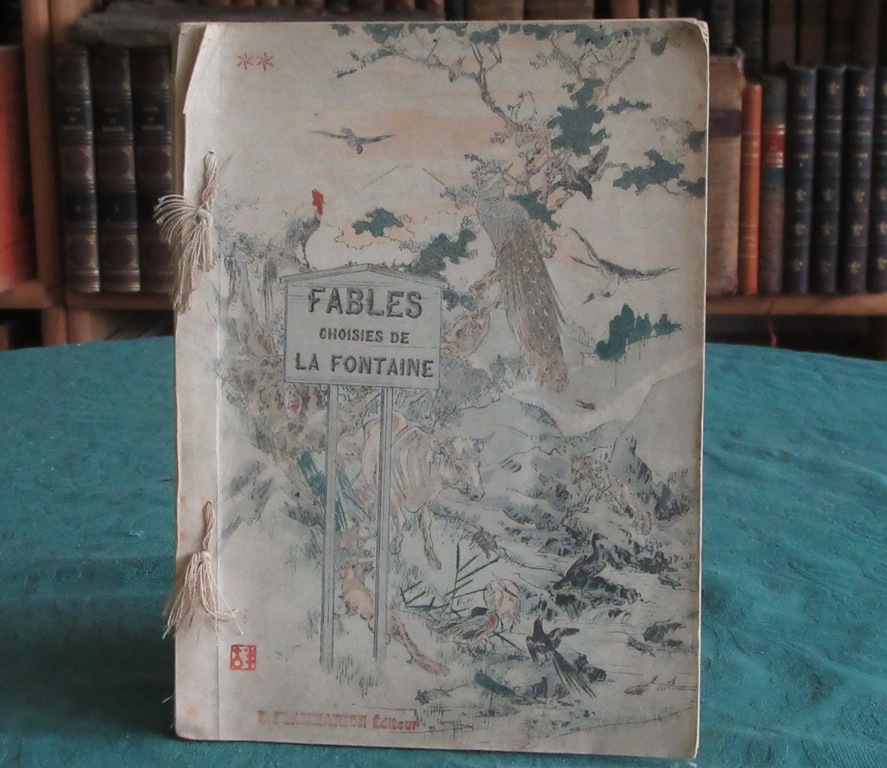 **
FABLES
CHOISIES DE
LA FONTAINE
E. FLAMMARION Éditeur